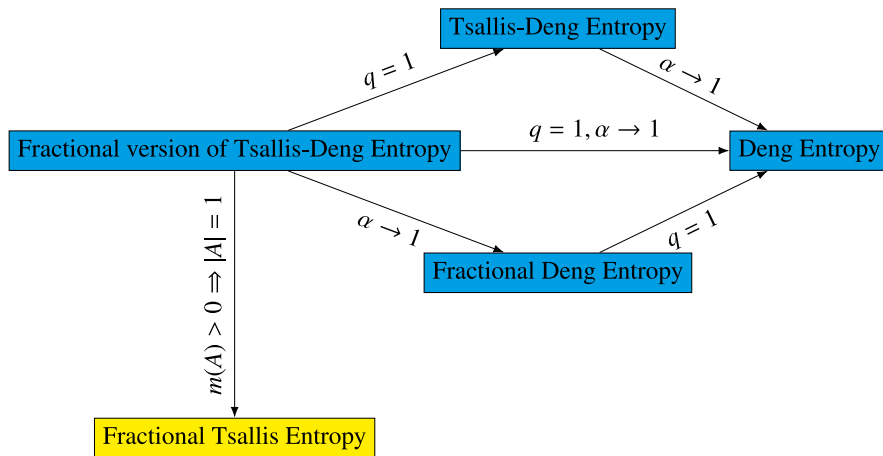 Tsallis-Deng Entropy
q = 1
α → 1
Fractional version of Tsallis-Deng Entropy
q = 1, α → 1
Deng Entropy
α → 1
q = 1
Fractional Deng Entropy
m(A) > 0 ⇒ |A| = 1
Fractional Tsallis Entropy